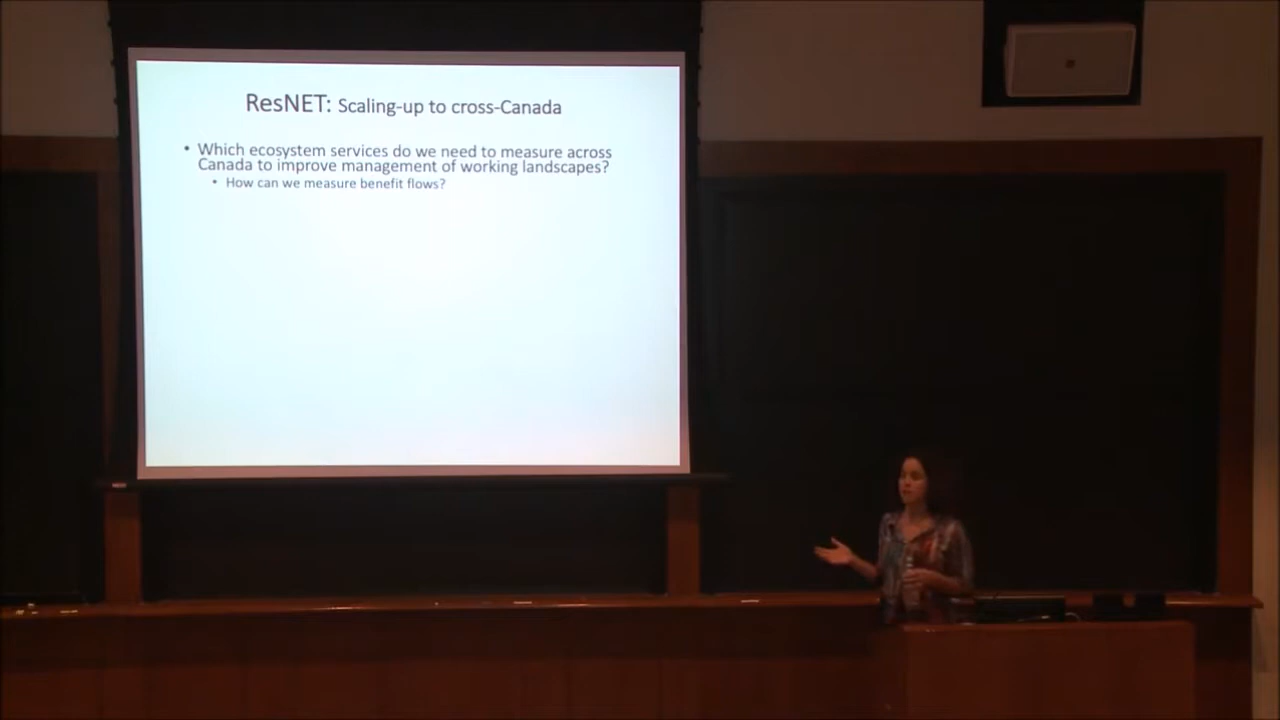 ResNET: Scaling-up to cross-Canada
• Which ecosystem services do we need to measure across
Canada to improve management of working landscapes?
• How can we measure benefit flows?